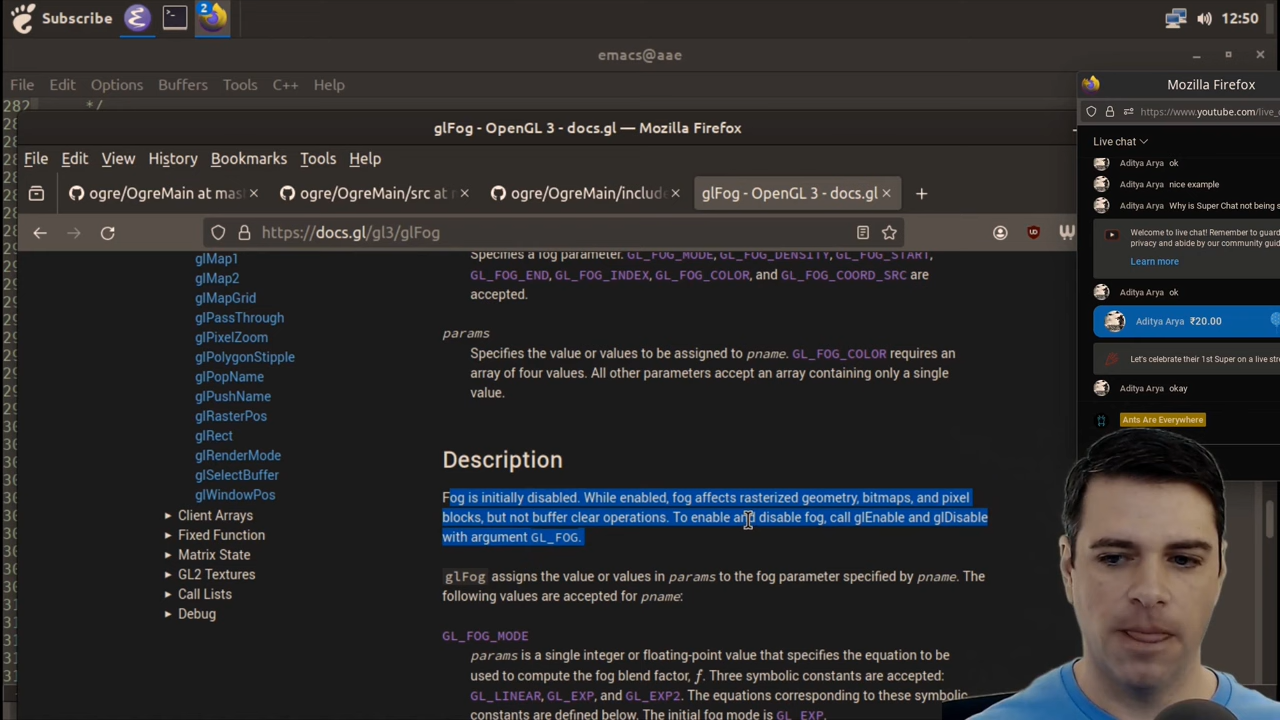 Subscribe
2
12:50
emacs@aae
File Edit Options Buffers Tools C++ Help
282 */
glFog - OpenGL 3 - docs.gl — Mozilla Firefox
File Edit View History Bookmarks Tools Help
ogre/OgreMain at mas
ogre/OgreMain/src at
ogre/OgreMain/include
glFog - OpenGL 3 - docs.gl
https://docs.gl/gl3/glFog
glMap1
glMap2
glMapGrid
glPassThrough
glPixelZoom
glPolygonStipple
glPopName
glPushName
glRasterPos
glRect
glRenderMode
glSelectBuffer
glWindowPos
Client Arrays
Fixed Function
Matrix State
GL2 Textures
Call Lists
Debug
Specifies a fog parameter. GL_FOG_MODE, GL_FOG_DENSITY, GL_FOG_START,
GL_FOG_END, GL_FOG_INDEX, GL_FOG_COLOR, and GL_FOG_COORD_SRC are
accepted.
params
Specifies the value or values to be assigned to pname. GL_FOG_COLOR requires an
array of four values. All other parameters accept an array containing only a single
value.
Description
Fog is initially disabled. While enabled, fog affects rasterized geometry, bitmaps, and pixel
blocks, but not buffer clear operations. To enable and disable fog, call glEnable and glDisable
with argument GL_FOG.
glFog assigns the value or values in params to the fog parameter specified by pname. The
following values are accepted for pname:
GL_FOG_MODE
params is a single integer or floating-point value that specifies the equation to be
used to compute the fog blend factor, f. Three symbolic constants are accepted:
GL_LINEAR, GL_EXP, and GL_EXP2. The equations corresponding to these symbolic
constants are defined below. The initial fog mode is GL_EXP.
Mozilla Firefox
https://www.youtube.com/live_c
Live chat
Aditya Arya ok
Aditya Arya nice example
Aditya Arya Why is Super Chat not being s
Welcome to live chat! Remember to guard
privacy and abide by our community guide
Learn more
Aditya Arya ok
Aditya Arya ₹20.00
Let's celebrate their 1st Super on a live str
Aditya Arya okay
Ants Are Everywhere